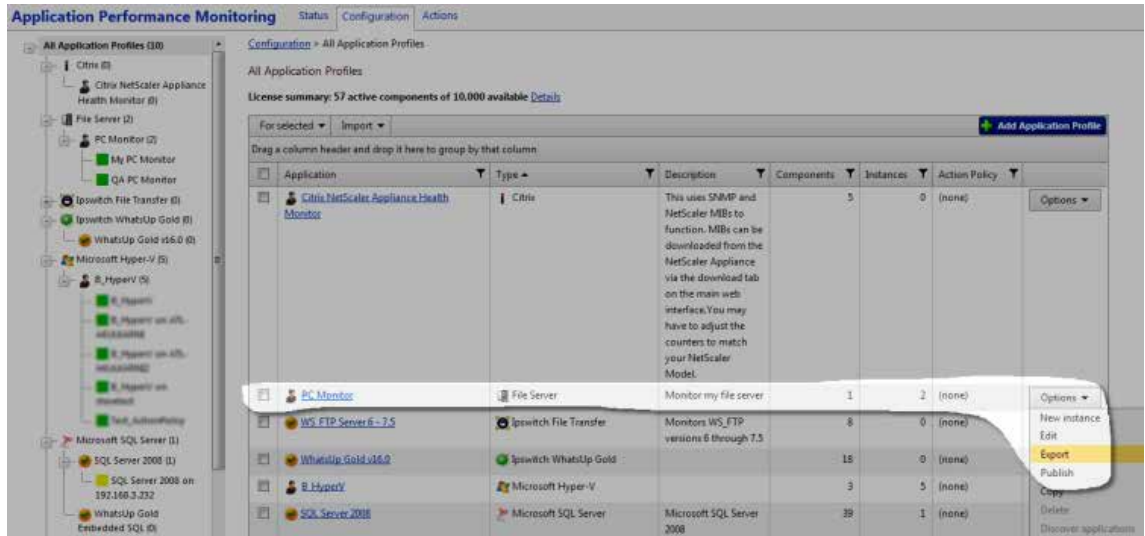 Application Performance Monitoring
Status Configuration Actions
All Application Profiles (10)
Citrix (0)
Citrix NetScaler Appliance
Health Monitor (0)
File Server (2)
PC Monitor (2)
My PC Monitor
QA PC Monitor
Ipswitch File Transfer (0)
Ipswitch WhatsUp Gold (0)
WhatsUp Gold v16.0 (0)
Microsoft Hyper-V (5)
B_HyperV (5)
Microsoft SQL Server (1)
SQL Server 2008 (1)
SQL Server 2008 on
192.168.3.232
WhatsUp Gold
Embedded SQL (0)
Configuration > All Application Profiles
All Application Profiles
License summary: 57 active components of 10,000 available Details
For selected Import Add Application Profile
Drag a column header and drop it here to group by that column
Application Type Description Components Instances Action Policy
Citrix NetScaler Appliance Health
Monitor
Citrix
This uses SNMP and
NetScaler MIBs to
function. MIBs can be
downloaded from the
NetScaler Appliance
via the download tab
on the main web
interface.You may
have to adjust the
counters to match
your NetScaler
Model.
5 0 (none) Options
PC Monitor File Server Monitor my file server 1 2 (none) Options
WS_FTP Server 6 - 7.5 Ipswitch File Transfer Monitors WS_FTP
versions 6 through 7.5
8 0 (none)
WhatsUp Gold v16.0 Ipswitch WhatsUp Gold 18 0 (none)
B_HyperV Microsoft Hyper-V 3 5 (none)
SQL Server 2008 Microsoft SQL Server Microsoft SQL Server
2008
39 1 (none)
New instance
Edit
Export
Publish
Copy
Delete
Discover applications